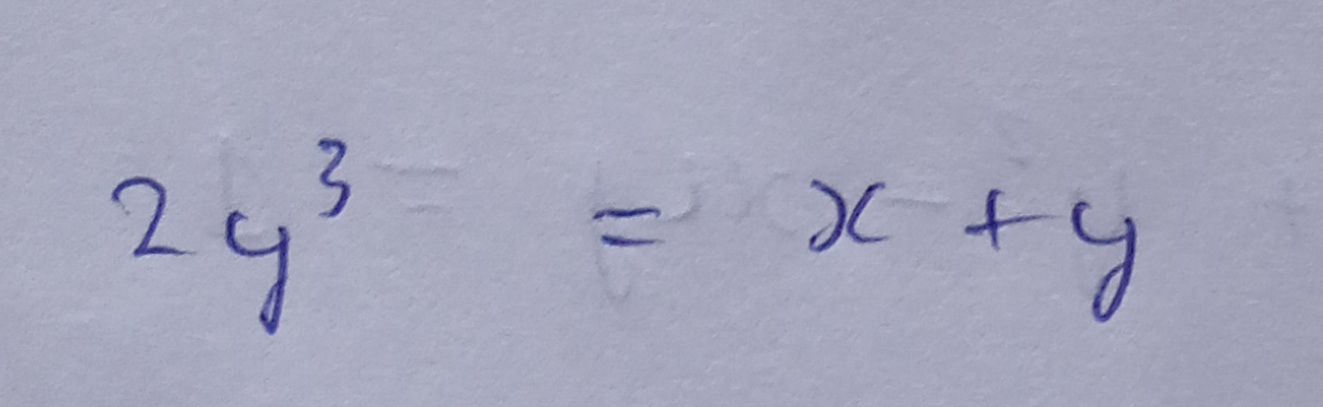 2y³ = x + y